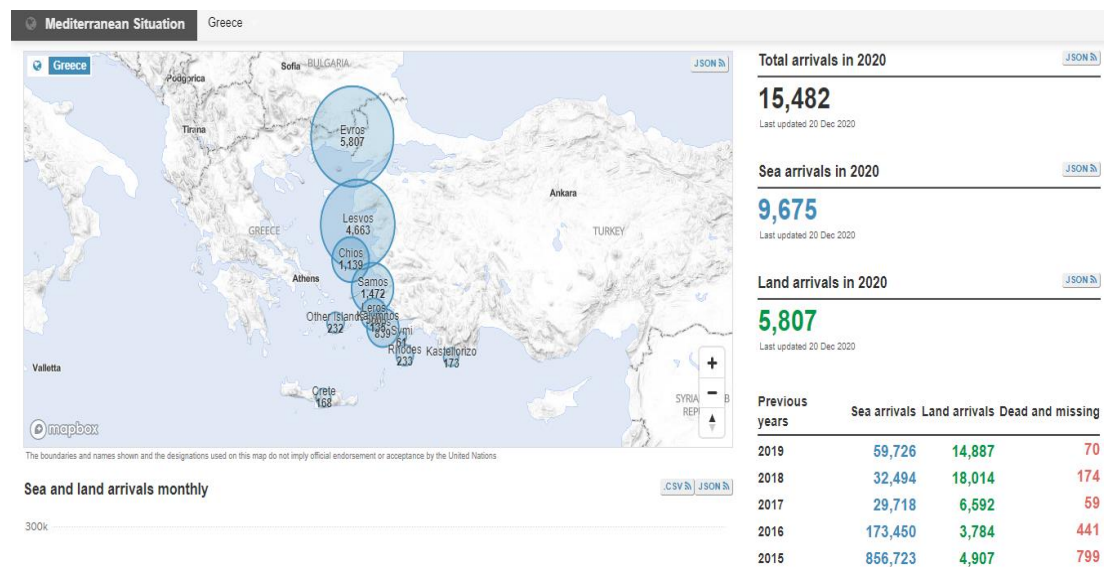 Mediterranean Situation
Greece
Greece
JSON
Podgorica
Sofia
BULGARIA
Tirana
Evros
5,807
Ankara
Lesvos
4,663
GREECE
TURKEY
Chios
1,139
Athens
Samos
1,472
Leros
Other Islands
232
839
Symi
61
Rhodes
233
Kastellorizo
173
Valletta
Crete
168
SYRIA
REP
B
+
−
mapbox
The boundaries and names shown and the designations used on this map do not imply official endorsement or acceptance by the United Nations
Sea and land arrivals monthly
.CSV JSON
300k
Total arrivals in 2020
JSON
15,482
Last updated 20 Dec 2020
Sea arrivals in 2020
JSON
9,675
Last updated 20 Dec 2020
Land arrivals in 2020
JSON
5,807
Last updated 20 Dec 2020
Previous
years
Sea arrivals Land arrivals Dead and missing
2019 59,726 14,887 70
2018 32,494 18,014 174
2017 29,718 6,592 59
2016 173,450 3,784 441
2015 856,723 4,907 799